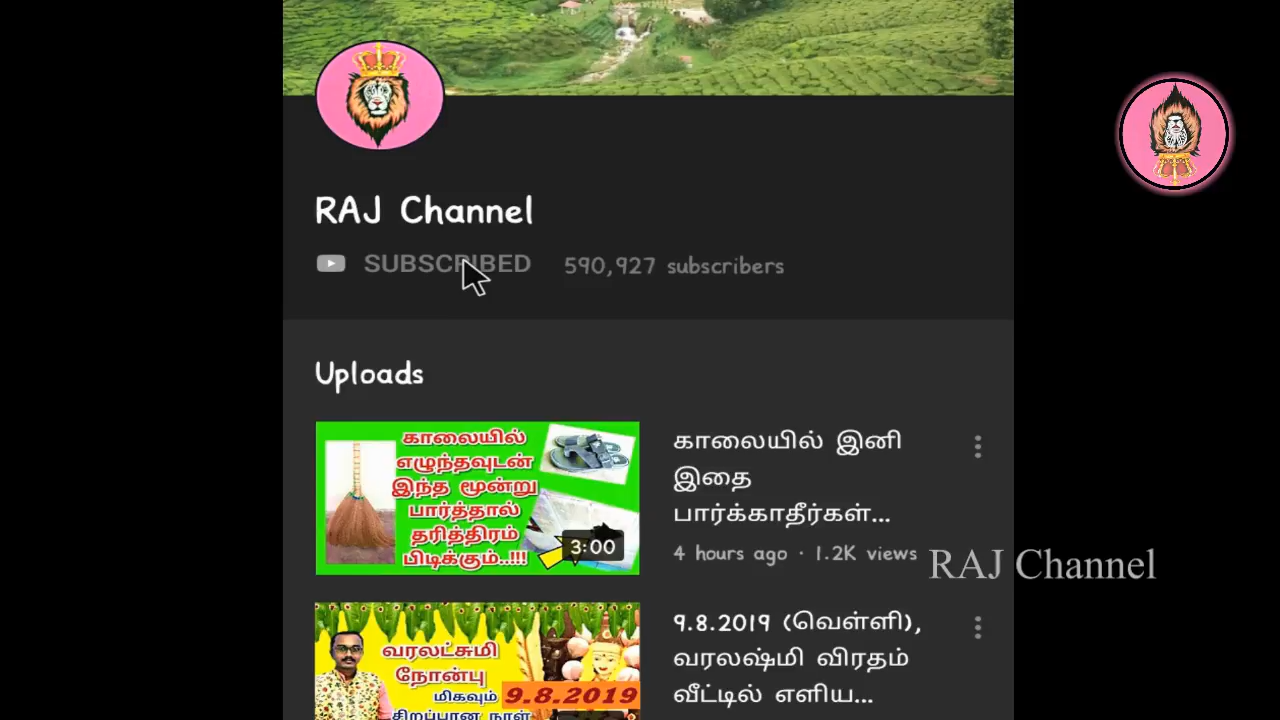 RAJ Channel
SUBSCRIBED 590,927 subscribers
Uploads
காலையில்
எழுந்தவுடன்
இந்த மூன்று
பார்த்தால்
தரித்திரம்
பிடிக்கும்..!!!
3:00
காலையில் இனி
இதை
பார்க்காதீர்கள்...
4 hours ago · 1.2K views
RAJ Channel
வரலட்சுமி
நோன்பு
மிகவும் 9.8.2019
சிறப்பான நாள்
9.8.2019 (வெள்ளி),
வரலஷ்மி விரதம்
வீட்டில் எளிய...